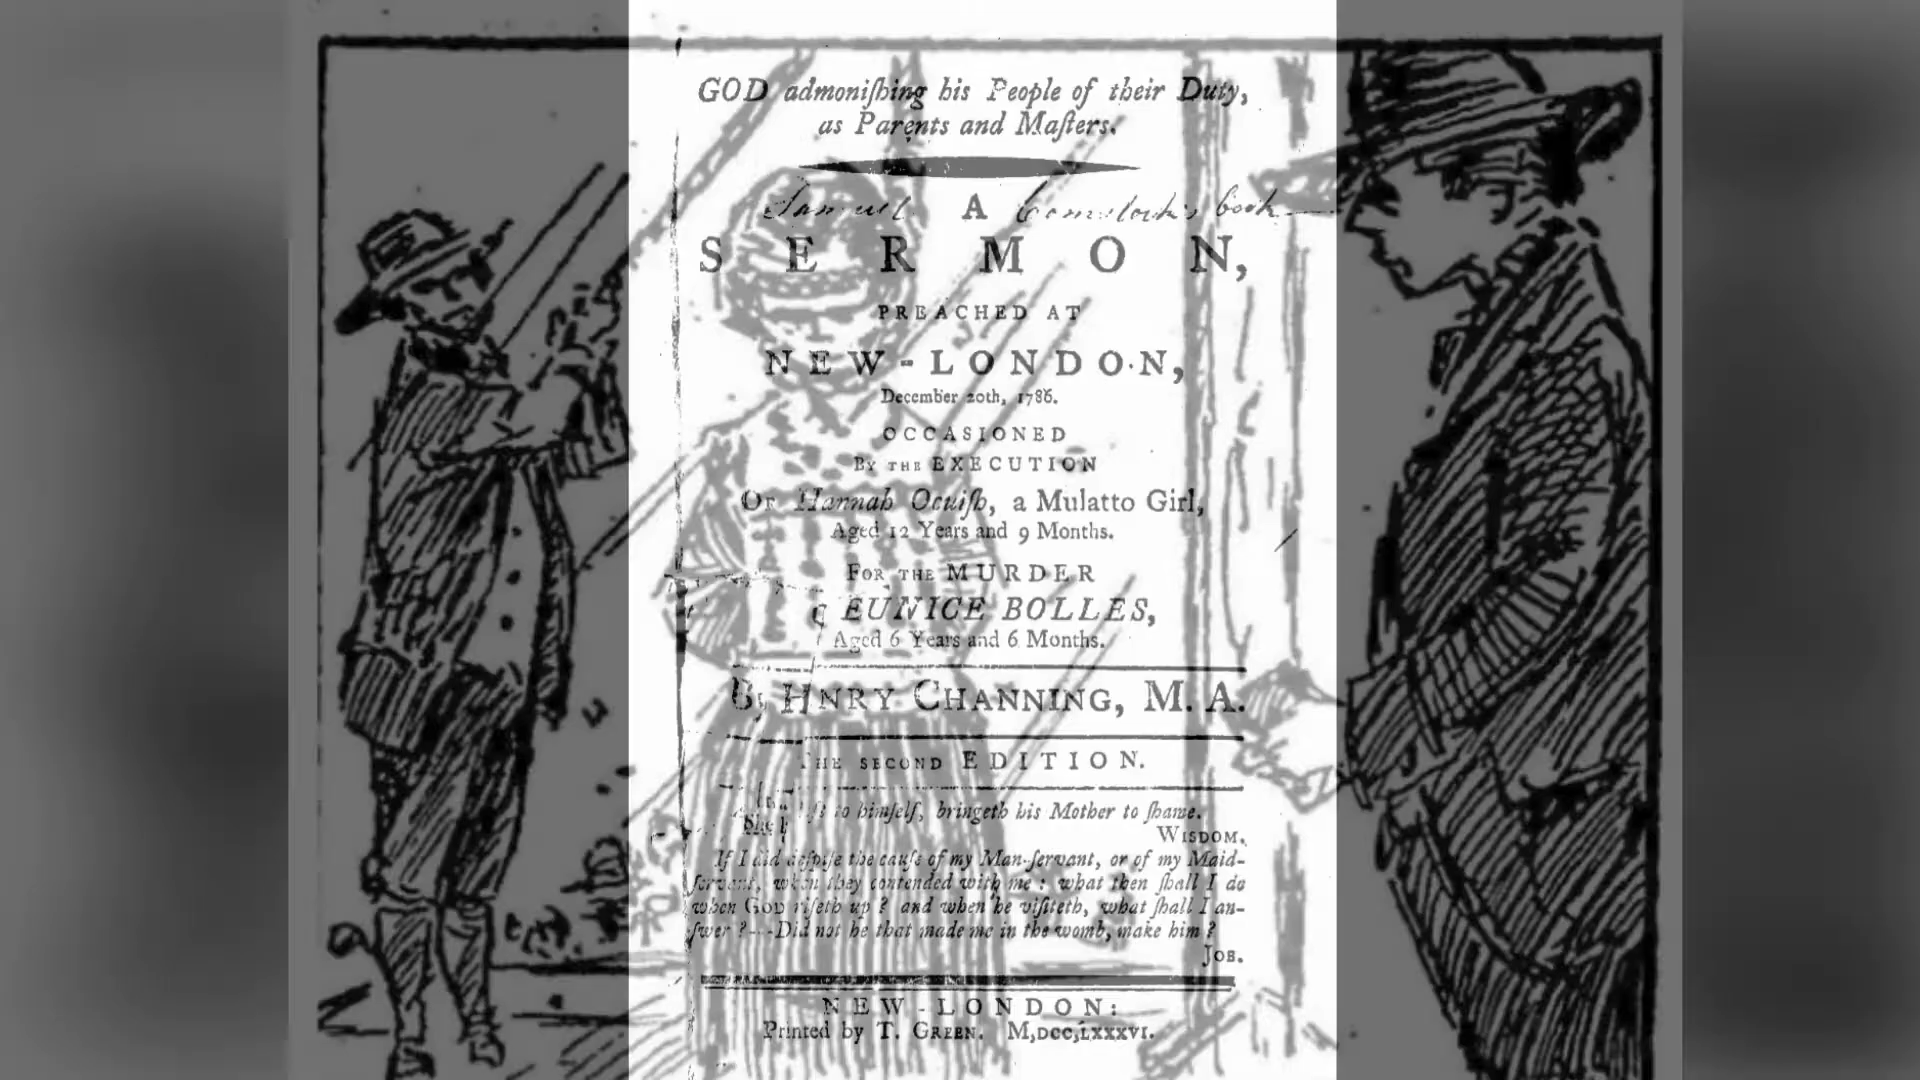 GOD admoniſhing his People of their Duty,
as Parents and Maſters.
Samuel A Comstock's book
SERMON,
PREACHED AT
NEW-LONDON,
December 20th, 1786.
OCCASIONED
BY THE EXECUTION
OF Hannah Ocuiſh, a Mulatto Girl,
Aged 12 Years and 9 Months.
FOR THE MURDER
EUNICE BOLLES,
Aged 6 Years and 6 Months.
By HNRY CHANNING, M. A.
THE SECOND EDITION.
to himſelf, bringeth his Mother to ſhame.
WISDOM.
If I did deſpiſe the cauſe of my Man-ſervant, or of my Maid-
ſervant, when they contended with me : what then ſhall I do
when GOD riſeth up ? and when he viſiteth, what ſhall I an-
ſwer ?---Did not he that made me in the womb, make him ?
JOB.
NEW-LONDON:
Printed by T. GREEN. M,DCC,LXXXVI.